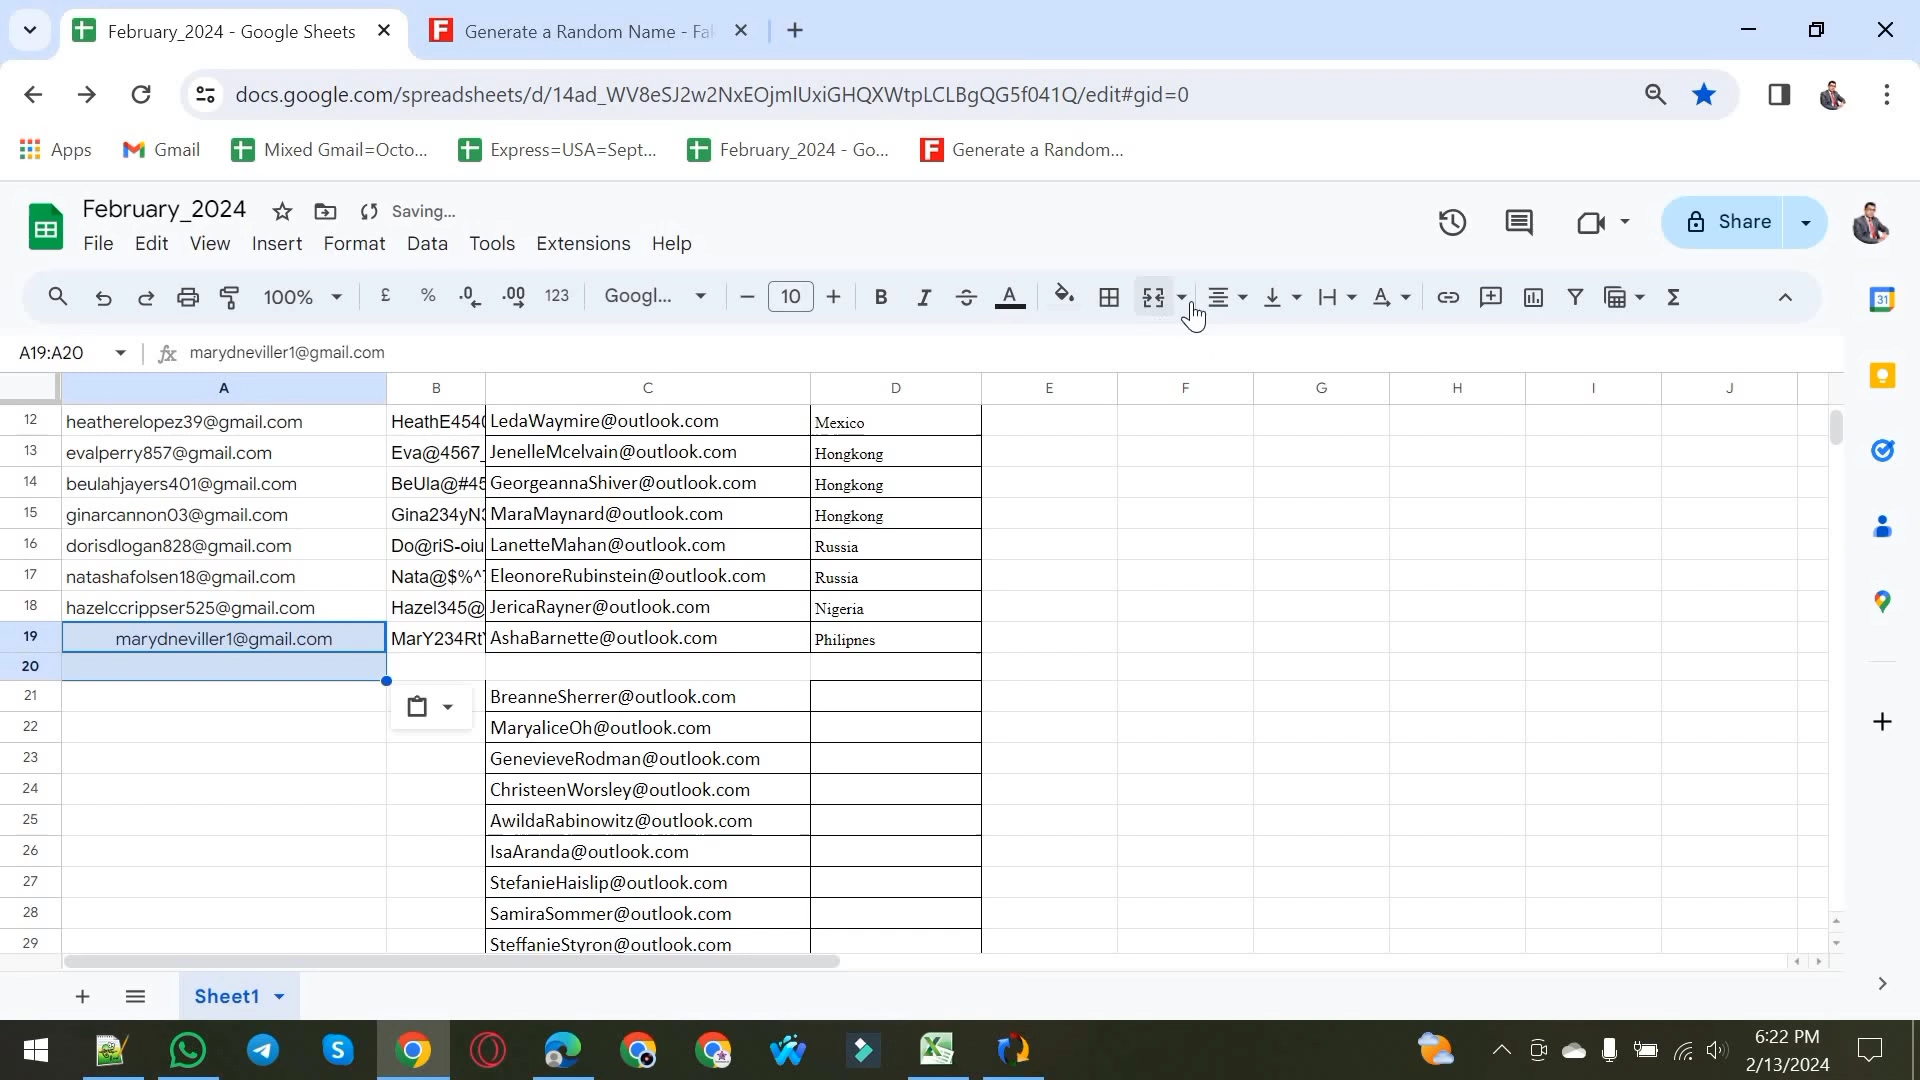 February_2024 - Google Sheets
Generate a Random Name - Fa
docs.google.com/spreadsheets/d/14ad_WV8eSJ2w2NxEOjmlUxiGHQXWtpLCLBgQG5f041Q/edit#gid=0
Apps Gmail Mixed Gmail=Octo... Express=USA=Sept... February_2024 - Go... Generate a Random...
February_2024 Saving...
File Edit View Insert Format Data Tools Extensions Help
Share
100% £ % .0 .00 123 Googl... 10 B I A
A19:A20 fx marydneviller1@gmail.com
A B C D E F G H I J
12 heatherelopez39@gmail.com HeathE4540 LedaWaymire@outlook.com Mexico
13 evalperry857@gmail.com Eva@4567_ JenelleMcelvain@outlook.com Hongkong
14 beulahjayers401@gmail.com BeUla@#45 GeorgeannaShiver@outlook.com Hongkong
15 ginarcannon03@gmail.com Gina234yN3 MaraMaynard@outlook.com Hongkong
16 dorisdlogan828@gmail.com Do@riS-oiu LanetteMahan@outlook.com Russia
17 natashafolsen18@gmail.com Nata@$%^ EleonoreRubinstein@outlook.com Russia
18 hazelccrippser525@gmail.com Hazel345@ JericaRayner@outlook.com Nigeria
19 marydneviller1@gmail.com MarY234Rt AshaBarnette@outlook.com Philipnes
20
21 BreanneSherrer@outlook.com
22 MaryaliceOh@outlook.com
23 GenevieveRodman@outlook.com
24 ChristeenWorsley@outlook.com
25 AwildaRabinowitz@outlook.com
26 IsaAranda@outlook.com
27 StefanieHaislip@outlook.com
28 SamiraSommer@outlook.com
29 SteffanieStyron@outlook.com
Sheet1
6:22 PM
2/13/2024